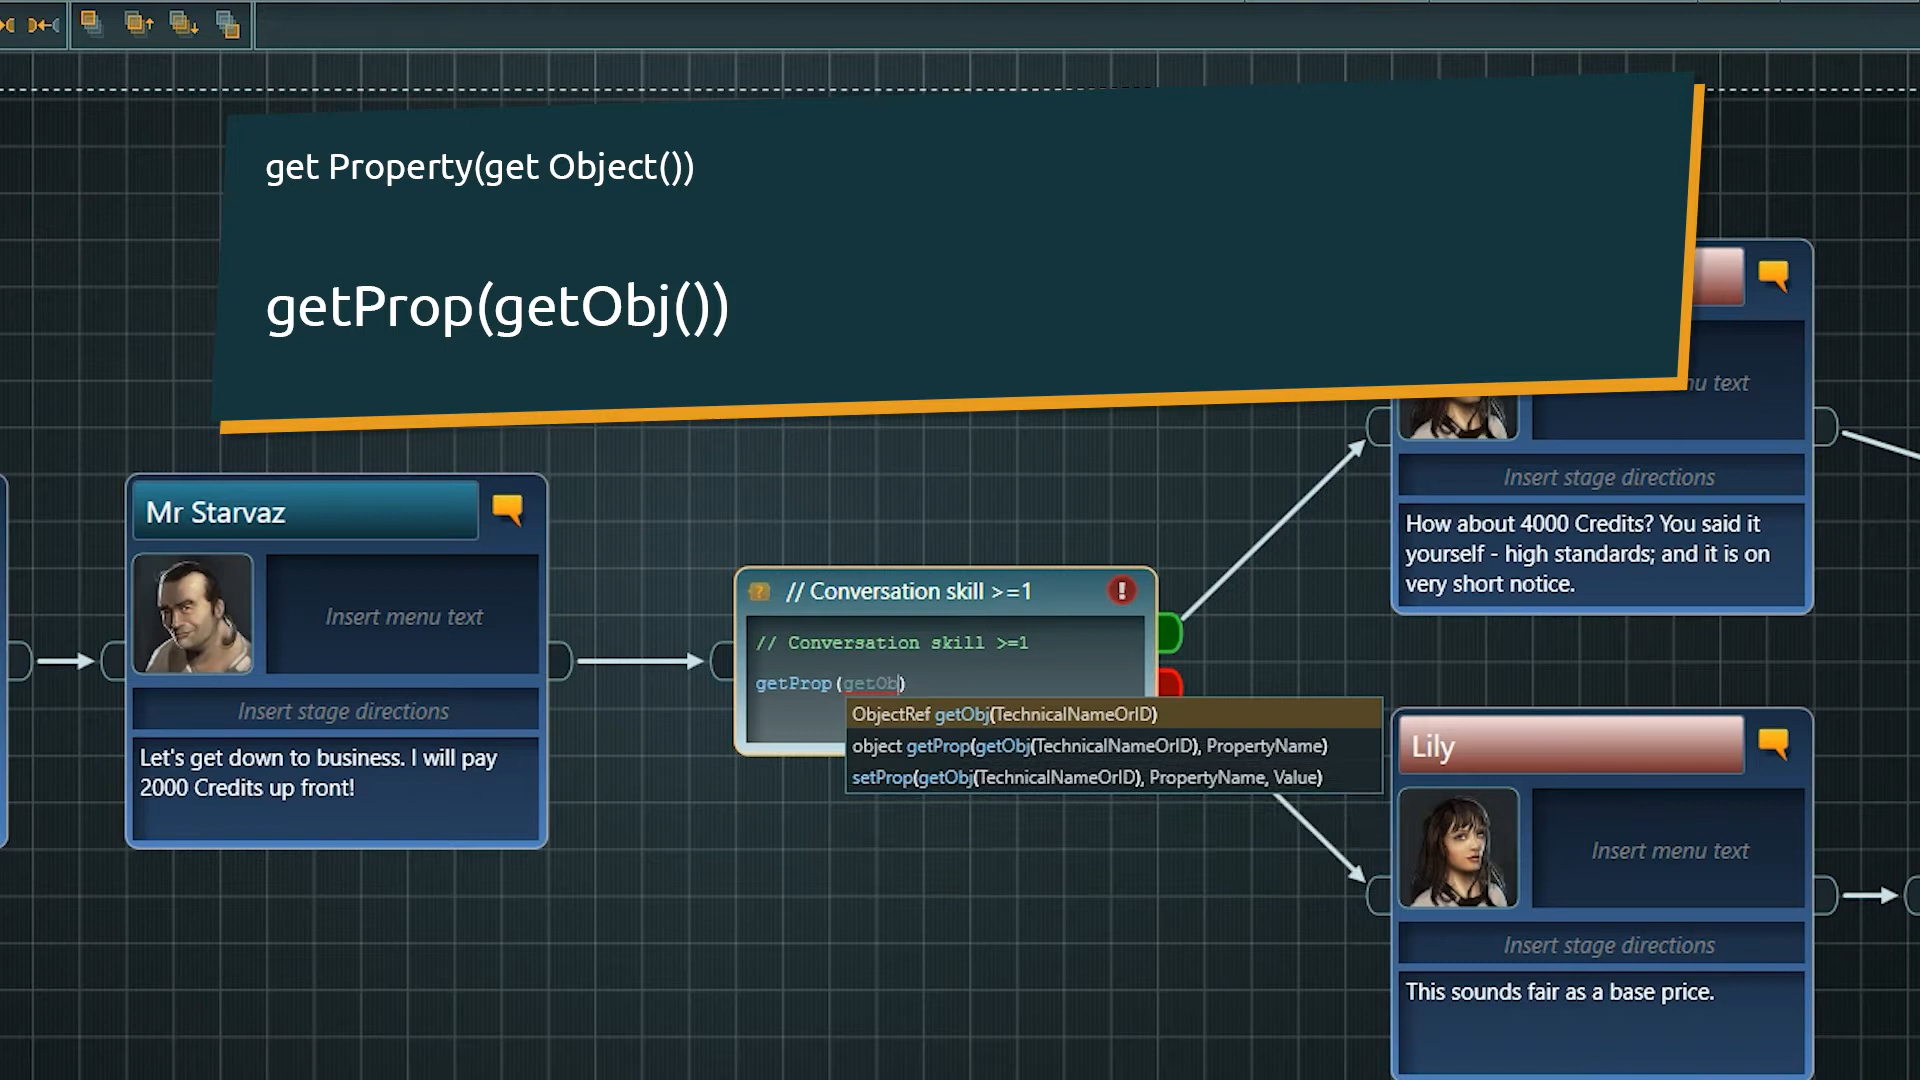 get Property(get Object())
getProp(getObj())
nu text
Insert stage directions
How about 4000 Credits? You said it
yourself - high standards; and it is on
very short notice.
Mr Starvaz
Insert menu text
Insert stage directions
Let's get down to business. I will pay
2000 Credits up front!
// Conversation skill >=1
// Conversation skill >=1
getProp(getOb)
ObjectRef getObj(TechnicalNameOrID)
object getProp(getObj(TechnicalNameOrID), PropertyName)
setProp(getObj(TechnicalNameOrID), PropertyName, Value)
Lily
Insert menu text
Insert stage directions
This sounds fair as a base price.